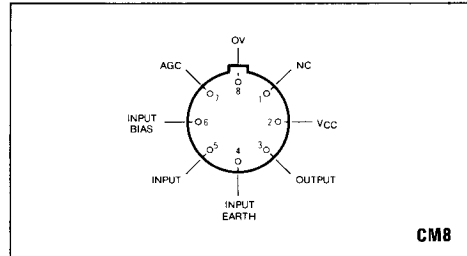 OV
AGC
NC
8
7
1
INPUT
BIAS
6
2
VCC
5
4
3
INPUT
OUTPUT
INPUT
EARTH
CM8